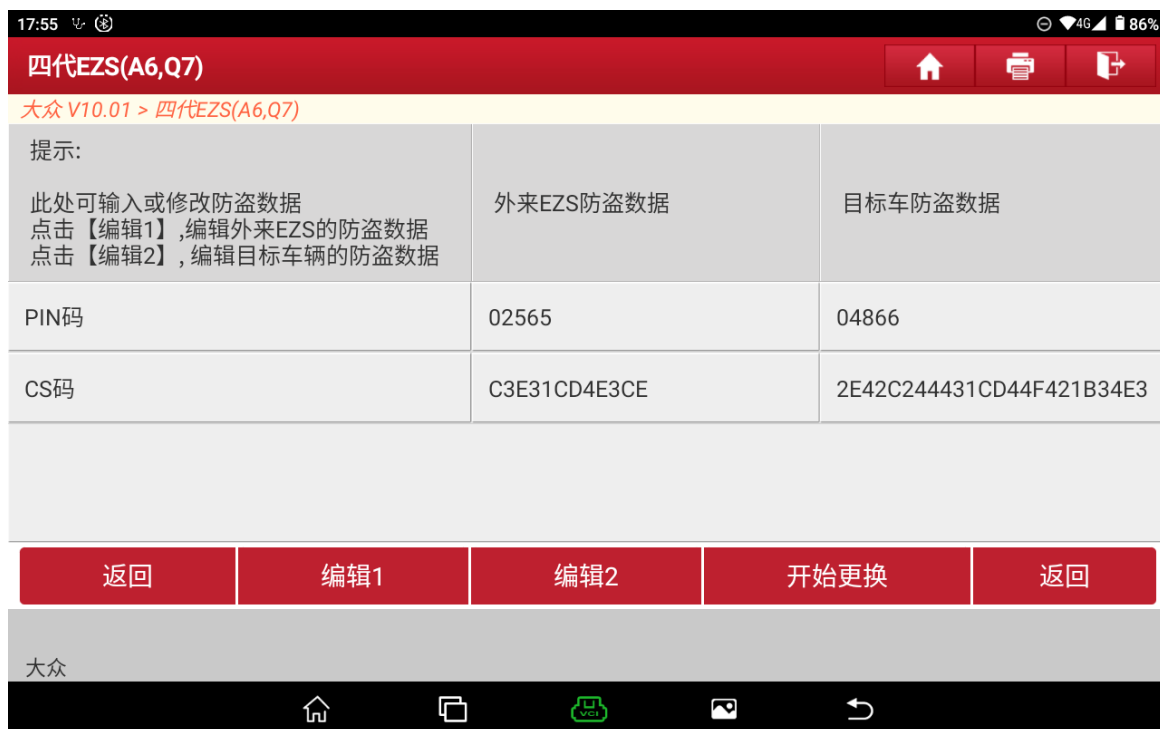 17:55
4G 86%
四代EZS(A6,Q7)
大众 V10.01 > 四代EZS(A6,Q7)
提示:
此处可输入或修改防盗数据
点击【编辑1】,编辑外来EZS的防盗数据
点击【编辑2】, 编辑目标车辆的防盗数据
外来EZS防盗数据
目标车防盗数据
PIN码 02565 04866
CS码 C3E31CD4E3CE 2E42C244431CD44F421B34E3
返回 编辑1 编辑2 开始更换 返回
大众
VCI